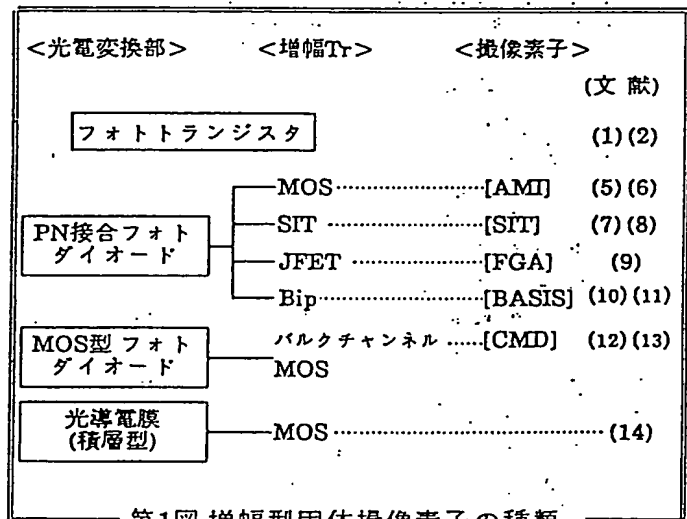 <光電変換部> <増幅Tr> <撮像素子>
(文 献)
フォトトランジスタ (1) (2)
MOS [AMI] (5) (6)
SIT [SIT] (7) (8)
PN接合フォト
ダイオード
JFET [FGA] (9)
Bip [BASIS] (10) (11)
MOS型フォト
ダイオード
バルクチャンネル [CMD] (12) (13)
MOS
光導電膜
(積層型)
MOS (14)
第1図 増幅型固体撮像素子の種類